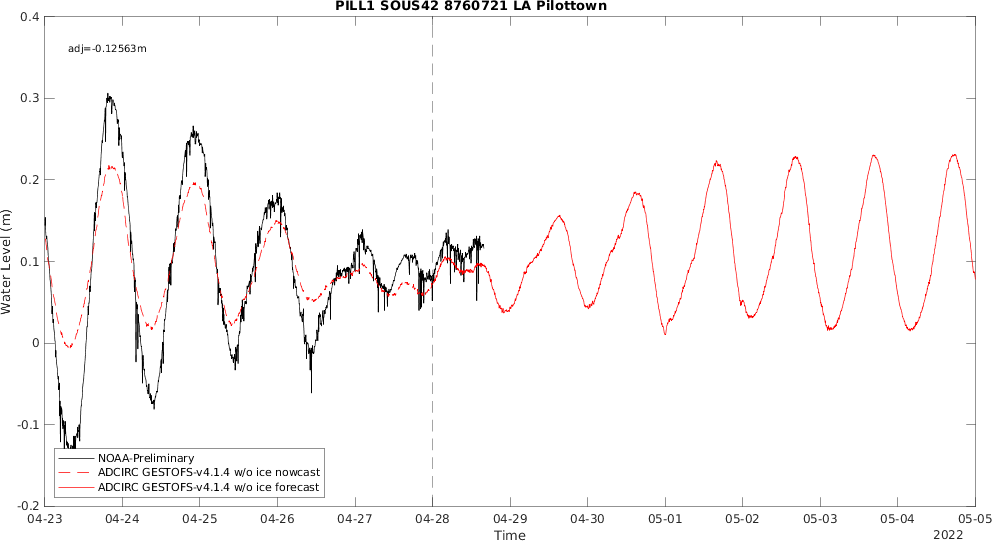 PILL1 SOUS42 8760721 LA Pilottown
adj=-0.12563m
0.4
0.3
0.2
0.1
0
-0.1
-0.2
Water Level (m)
NOAA-Preliminary
ADCIRC GESTOFS-v4.1.4 w/o ice nowcast
ADCIRC GESTOFS-v4.1.4 w/o ice forecast
04-23 04-24 04-25 04-26 04-27 04-28 04-29 04-30 05-01 05-02 05-03 05-04 05-05
Time
2022